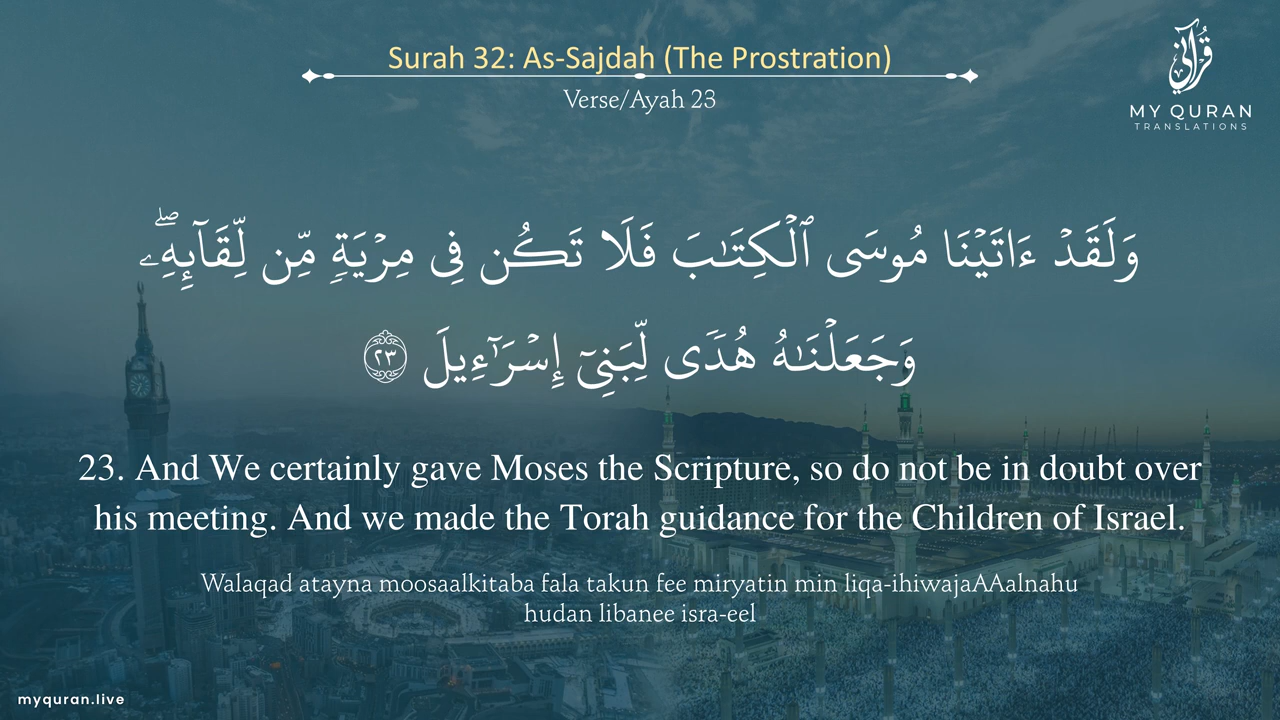 Surah 32: As-Sajdah (The Prostration)
Verse/Ayah 23
قرآني
MY QURAN
TRANSLATIONS
وَلَقَدْ ءَاتَيْنَا مُوسَى ٱلْكِتَـٰبَ فَلَا تَكُن فِى مِرْيَةٍ مِّن لِّقَآئِهِۦ ۖ
وَجَعَلْنَـٰهُ هُدًى لِّبَنِىٓ إِسْرَٰٓءِيلَ ٢٣
23. And We certainly gave Moses the Scripture, so do not be in doubt over
his meeting. And we made the Torah guidance for the Children of Israel.
Walaqad atayna moosaalkitaba fala takun fee miryatin min liqa-ihiwajaAAalnahu
hudan libanee isra-eel
myquran.live